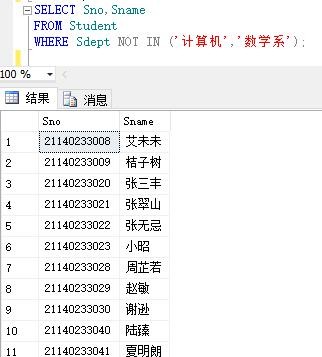 SELECT Sno,Sname
FROM Student
WHERE Sdept NOT IN ('计算机','数学系');
100 %
结果 消息
Sno Sname
1 21140233008 艾未未
2 21140233009 桔子树
3 21140233020 张三丰
4 21140233021 张翠山
5 21140233022 张无忌
6 21140233023 小昭
7 21140233028 周芷若
8 21140233029 赵敏
9 21140233030 谢逊
10 21140233040 陆臻
11 21140233041 夏明朗